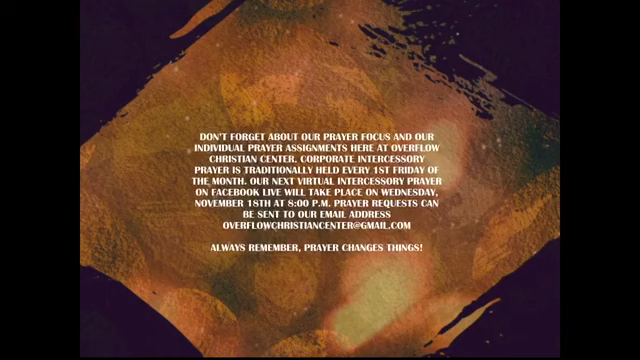 DON'T FORGET ABOUT OUR PRAYER FOCUS AND OUR
INDIVIDUAL PRAYER ASSIGNMENTS HERE AT OVERFLOW
CHRISTIAN CENTER. CORPORATE INTERCESSORY
PRAYER IS TRADITIONALLY HELD EVERY 1ST FRIDAY OF
THE MONTH. OUR NEXT VIRTUAL INTERCESSORY PRAYER
ON FACEBOOK LIVE WILL TAKE PLACE ON WEDNESDAY,
NOVEMBER 18TH AT 8:00 P.M. PRAYER REQUESTS CAN
BE SENT TO OUR EMAIL ADDRESS
OVERFLOWCHRISTIANCENTER@GMAIL.COM
ALWAYS REMEMBER, PRAYER CHANGES THINGS!